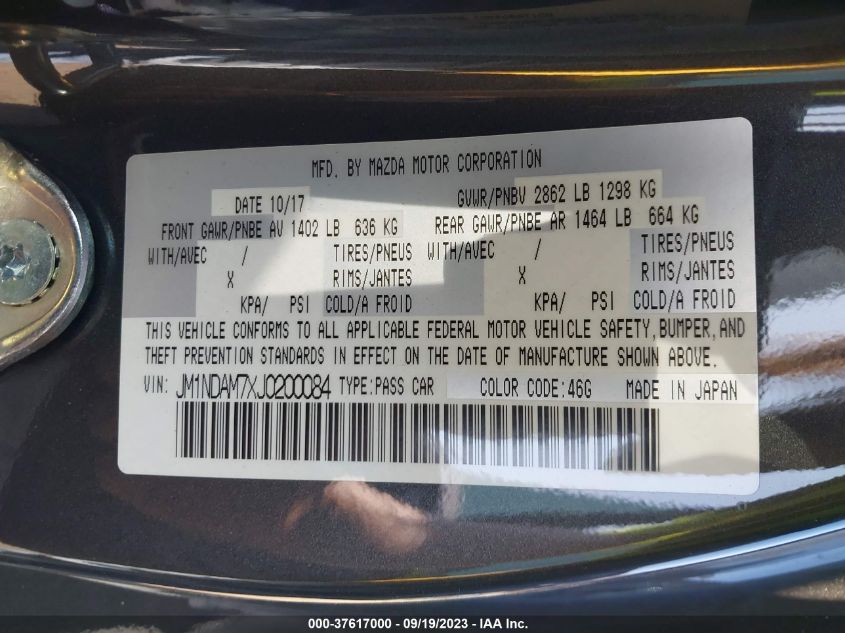 MFD. BY MAZDA MOTOR CORPORATION
DATE 10/17 GVWR/PNBV 2862 LB 1298 KG
FRONT GAWR/PNBE AV 1402 LB 636 KG REAR GAWR/PNBE AR 1464 LB 664 KG
WITH/AVEC / TIRES/PNEUS WITH/AVEC / TIRES/PNEUS
X RIMS/JANTES X RIMS/JANTES
KPA/ PSI COLD/A FROID KPA/ PSI COLD/A FROID
THIS VEHICLE CONFORMS TO ALL APPLICABLE FEDERAL MOTOR VEHICLE SAFETY, BUMPER, AND
THEFT PREVENTION STANDARDS IN EFFECT ON THE DATE OF MANUFACTURE SHOWN ABOVE.
VIN: JM1NDAM7XJ0200084 TYPE:PASS CAR COLOR CODE:46G MADE IN JAPAN
000-37617000 - 09/19/2023 - IAA Inc.